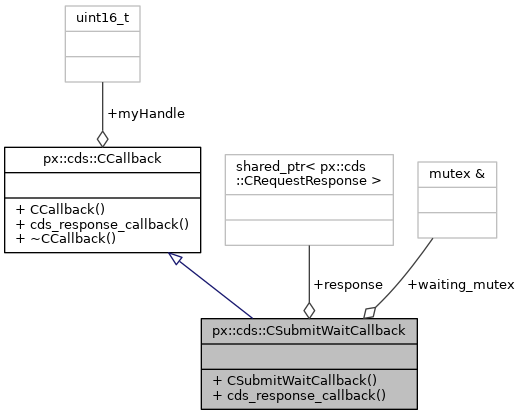 uint16_t
+myHandle
px::cds::CCallback
+ CCallback()
+ cds_response_callback()
+ ~CCallback()
shared_ptr< px::cds
::CRequestResponse >
mutex &
+response
+waiting_mutex
px::cds::CSubmitWaitCallback
+ CSubmitWaitCallback()
+ cds_response_callback()